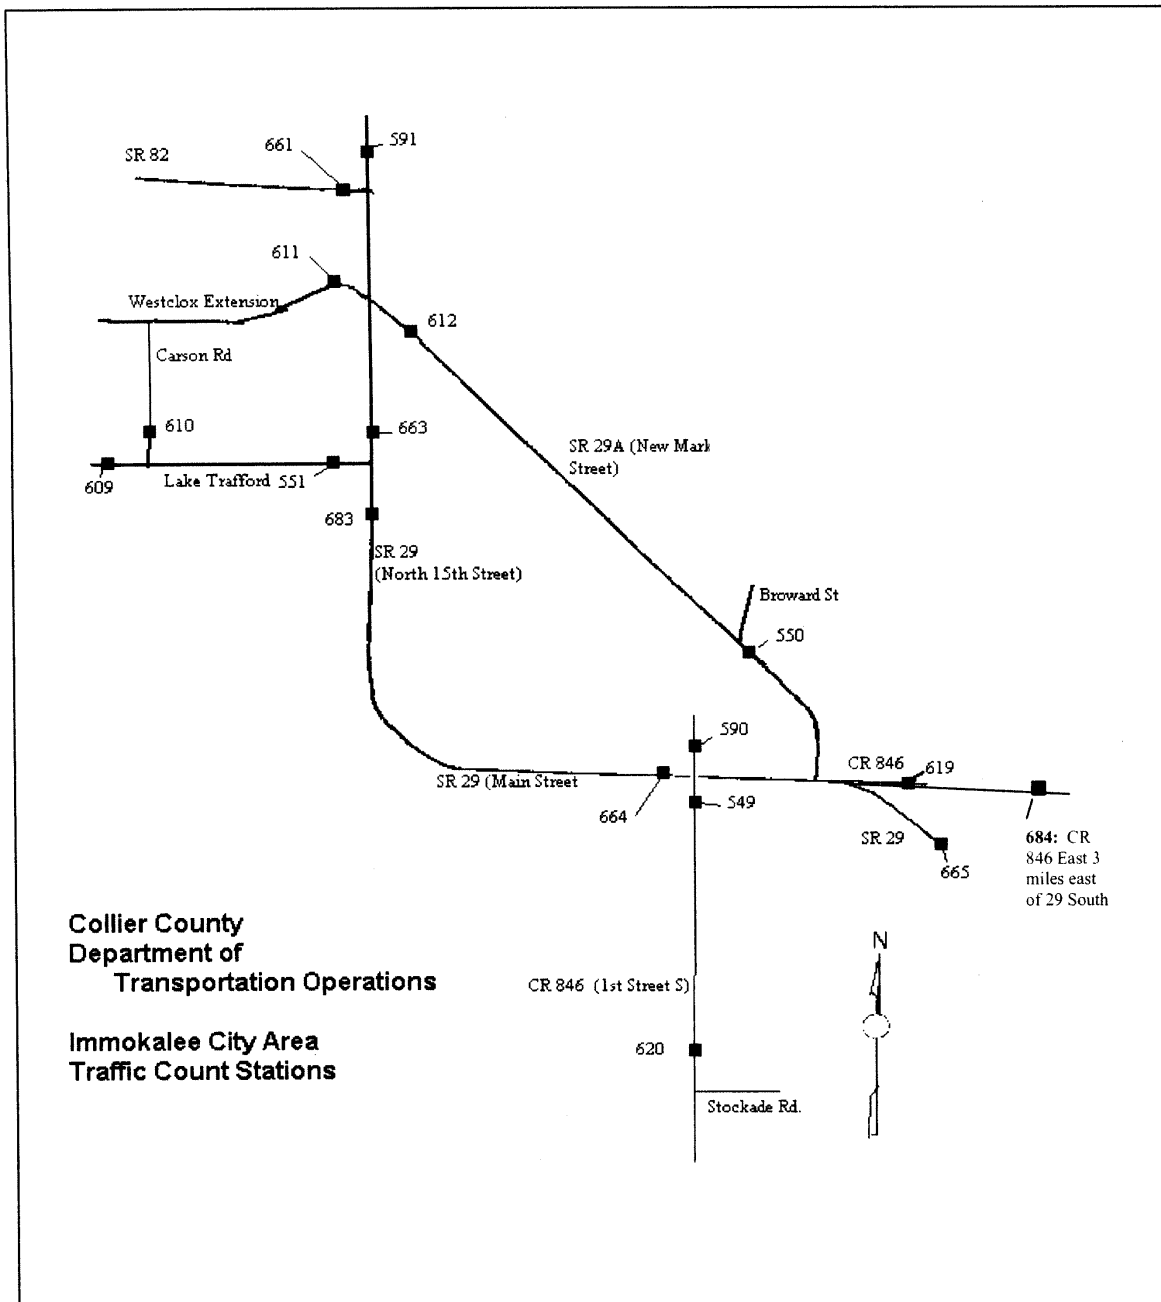 591
661
SR 82
611
Westclox Extension
612
Carson Rd
610
663
SR 29A (New Mark
Street)
609
Lake Trafford
551
683
SR 29
(North 15th Street)
Broward St
550
590
CR 846
619
SR 29 (Main Street
664
549
SR 29
665
684: CR
846 East 3
miles east
of 29 South
Collier County
Department of
Transportation Operations
N
CR 846 (1st Street S)
Immokalee City Area
Traffic Count Stations
620
Stockade Rd.